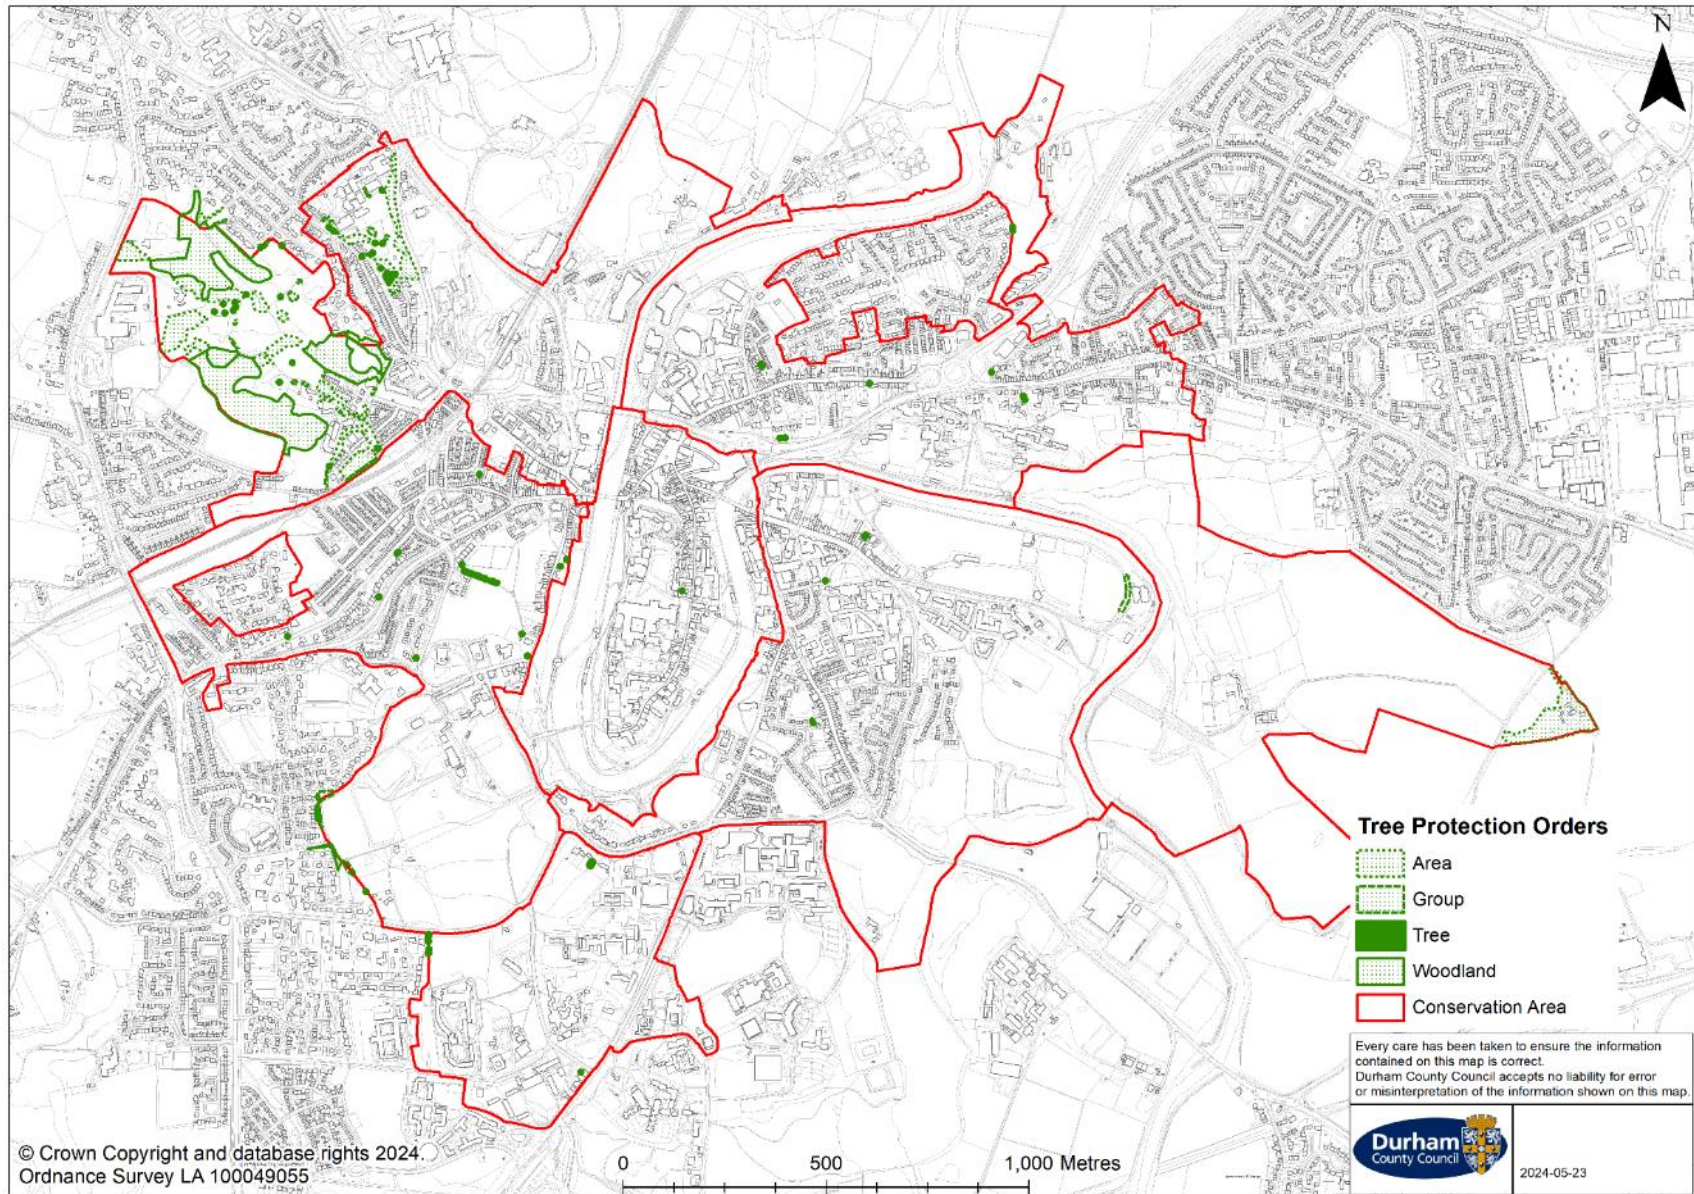 N
Tree Protection Orders
Area
Group
Tree
Woodland
Conservation Area
Every care has been taken to ensure the information
contained on this map is correct.
Durham County Council accepts no liability for error
or misinterpretation of the information shown on this map.
Durham
County Council
2024-05-23
© Crown Copyright and database rights 2024.
Ordnance Survey LA 100049055
0 500 1,000 Metres